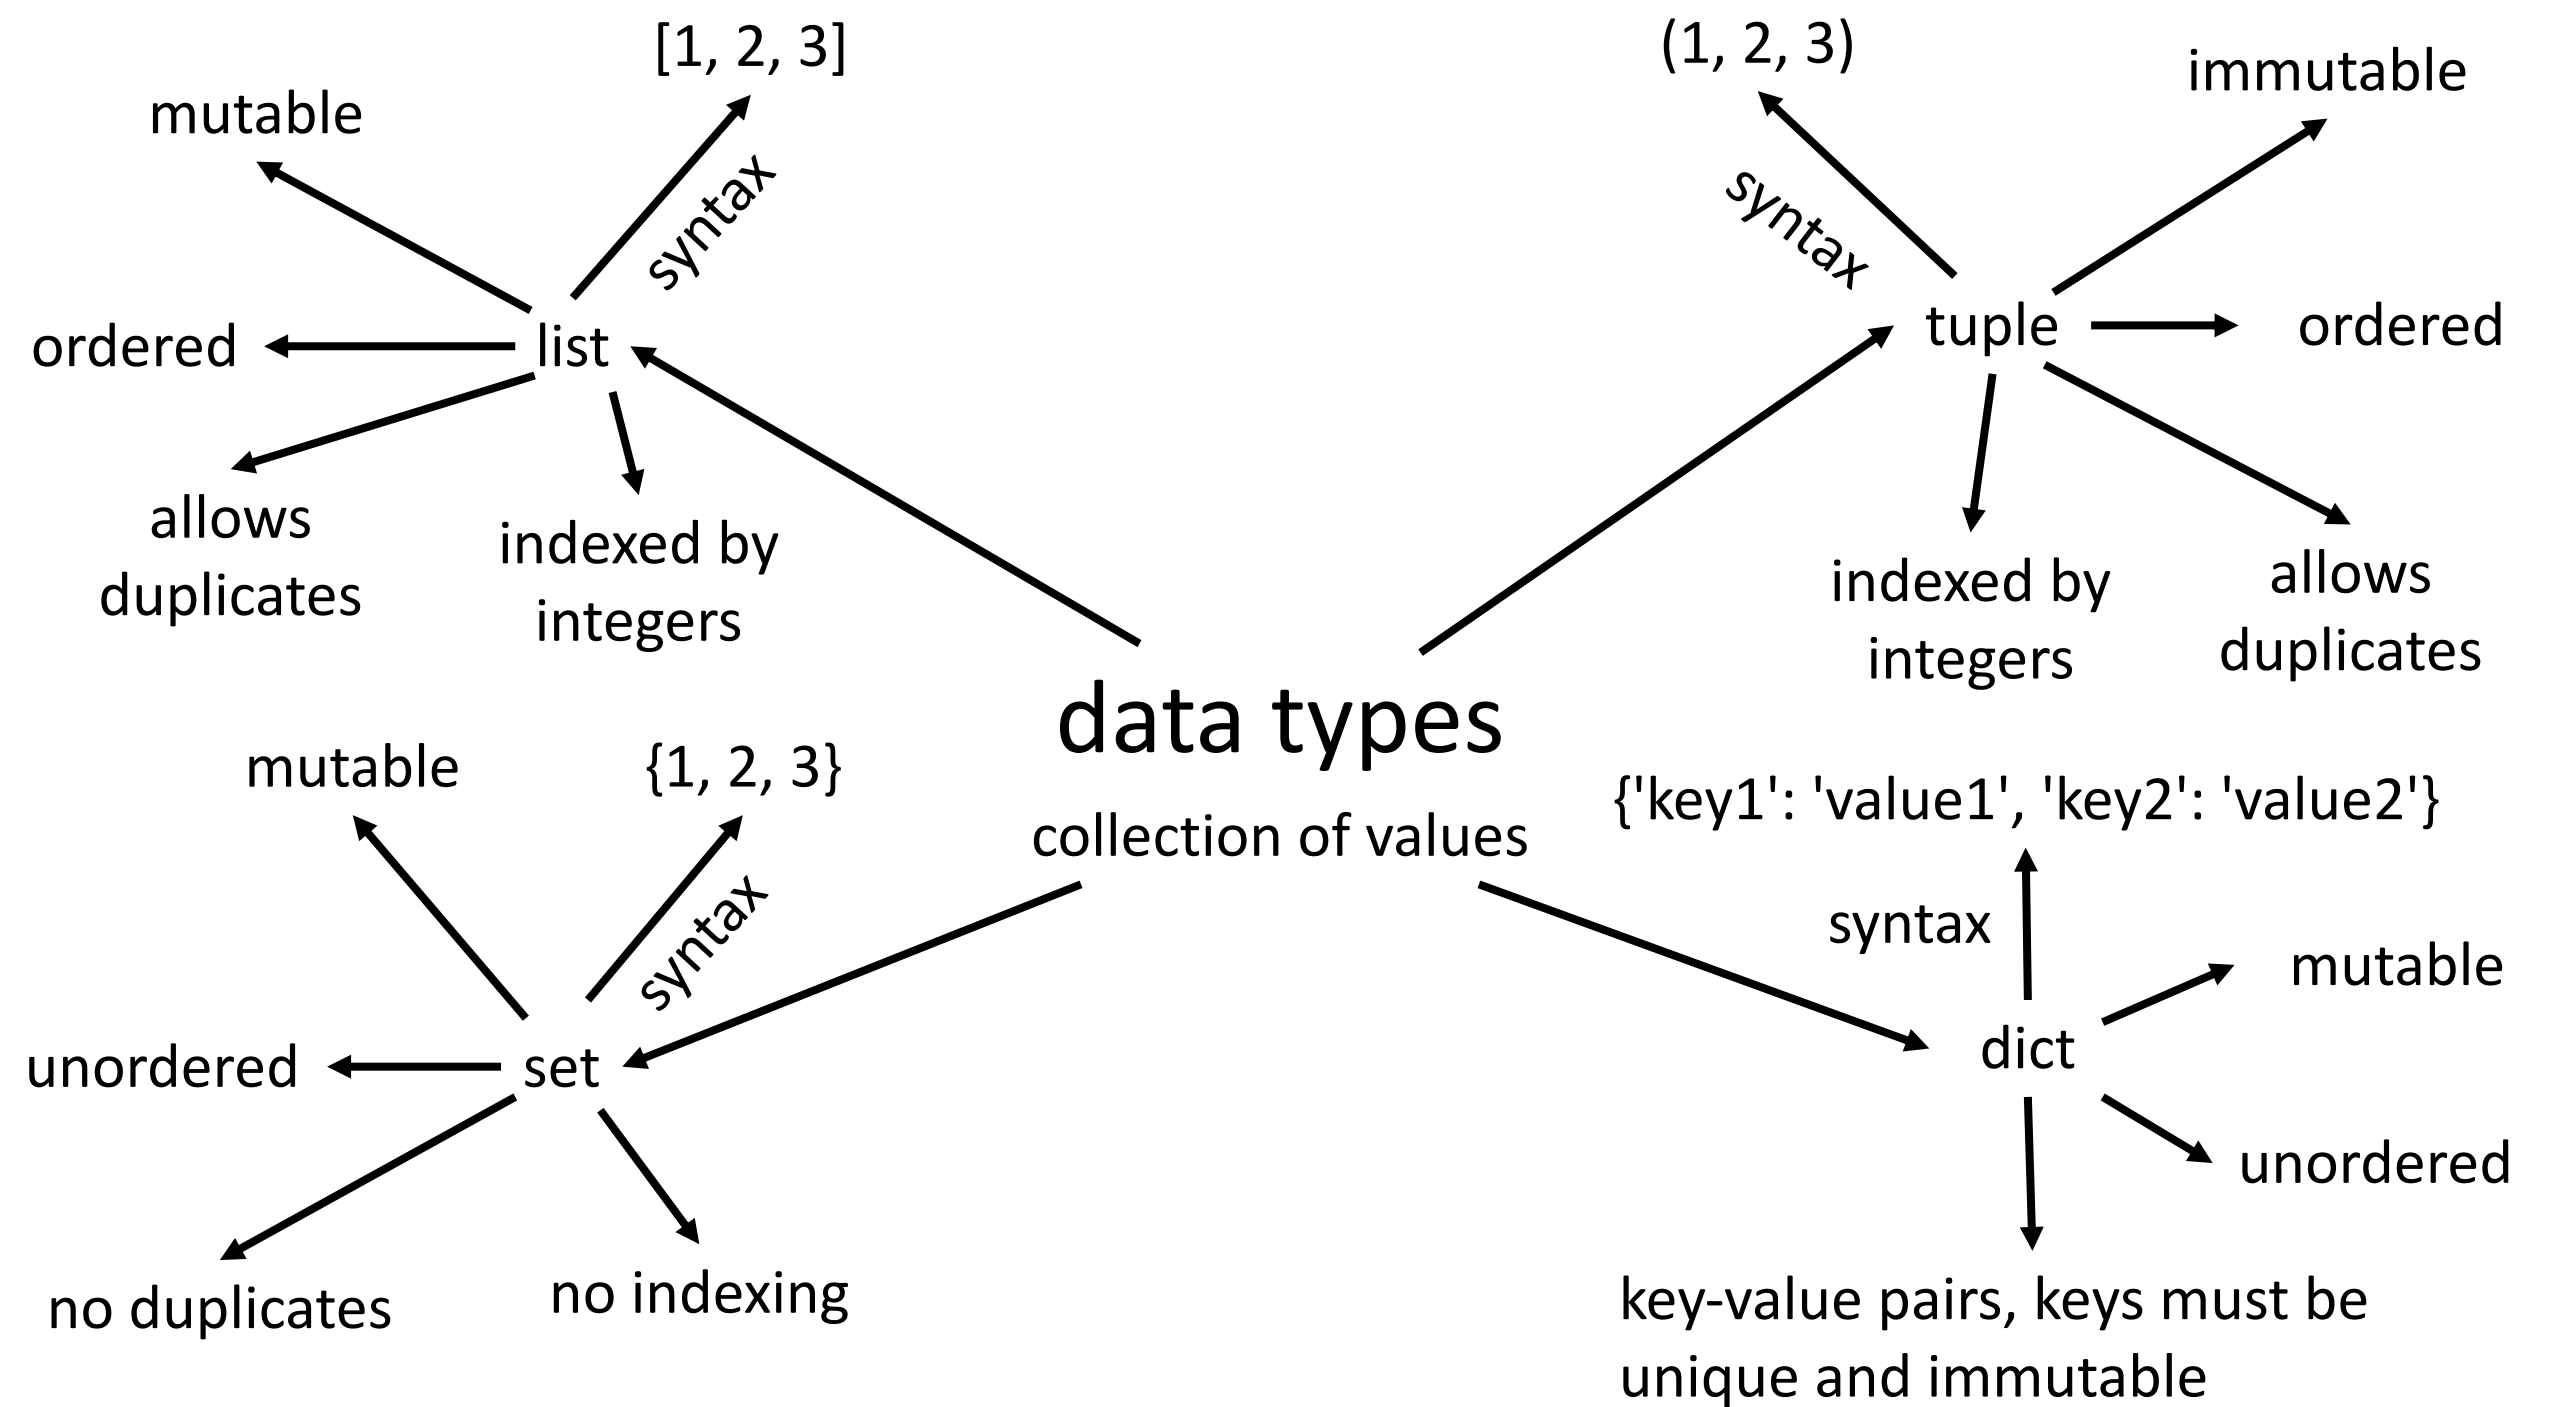 [1, 2, 3]
mutable
syntax
list
ordered
allows
duplicates
indexed by
integers
(1, 2, 3)
immutable
syntax
tuple
ordered
indexed by
integers
allows
duplicates
data types
collection of values
mutable
{1, 2, 3}
syntax
unordered
set
no duplicates
no indexing
{'key1': 'value1', 'key2': 'value2'}
syntax
mutable
dict
unordered
key-value pairs, keys must be
unique and immutable